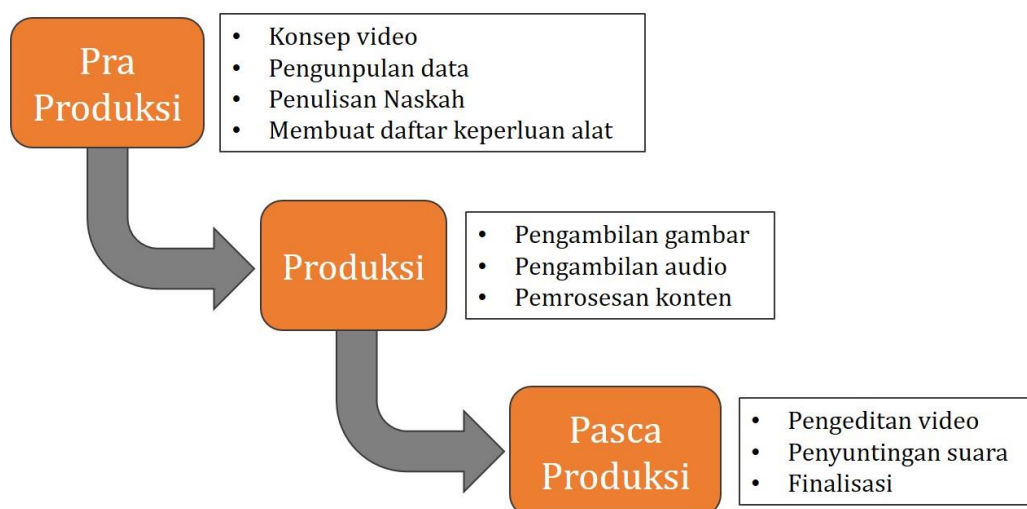 Pra
Produksi
• Konsep video
• Pengunpulan data
• Penulisan Naskah
• Membuat daftar keperluan alat
Produksi
• Pengambilan gambar
• Pengambilan audio
• Pemrosesan konten
Pasca
Produksi
• Pengeditan video
• Penyuntingan suara
• Finalisasi